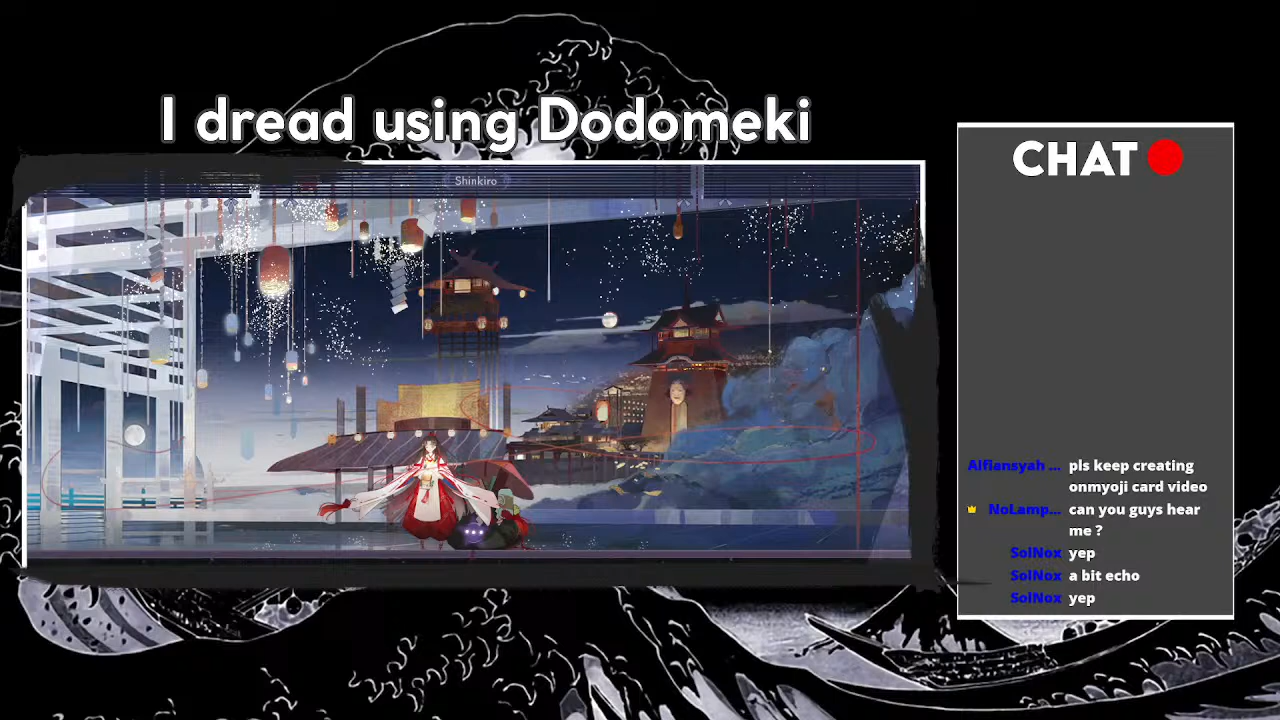 I dread using Dodomeki
Shinkiro
CHAT
Alfiansyah ... pls keep creating
onmyoji card video
NoLamp... can you guys hear
me ?
SolNox yep
SolNox a bit echo
SolNox yep